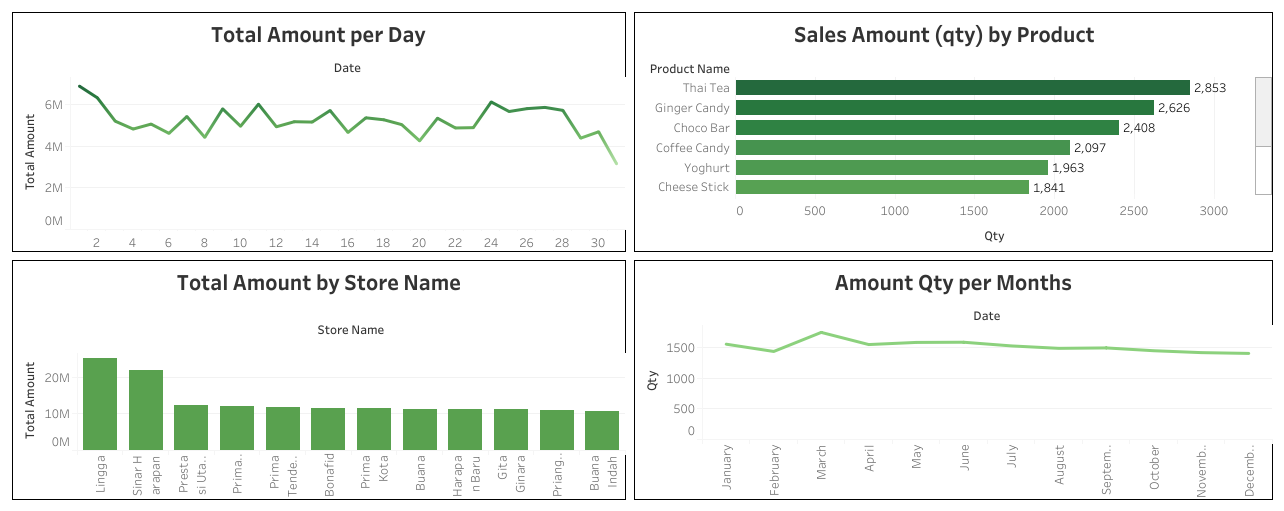 Total Amount per Day
Date
Total Amount
6M
4M
2M
0M
2 4 6 8 10 12 14 16 18 20 22 24 26 28 30
Sales Amount (qty) by Product
Product Name
Thai Tea 2,853
Ginger Candy 2,626
Choco Bar 2,408
Coffee Candy 2,097
Yoghurt 1,963
Cheese Stick 1,841
0 500 1000 1500 2000 2500 3000
Qty
Total Amount by Store Name
Store Name
Total Amount
20M
10M
0M
Lingga
Sinar H
arapan
Presta
si Uta..
Prima..
Prima
Tende..
Bonafid
Prima
Kota
Buana
Harapa
n Baru
Gita
Ginara
Priang..
Buana
Indah
Amount Qty per Months
Date
Qty
1500
1000
500
0
January
February
March
April
May
June
July
August
Septem..
October
Novemb..
Decemb..